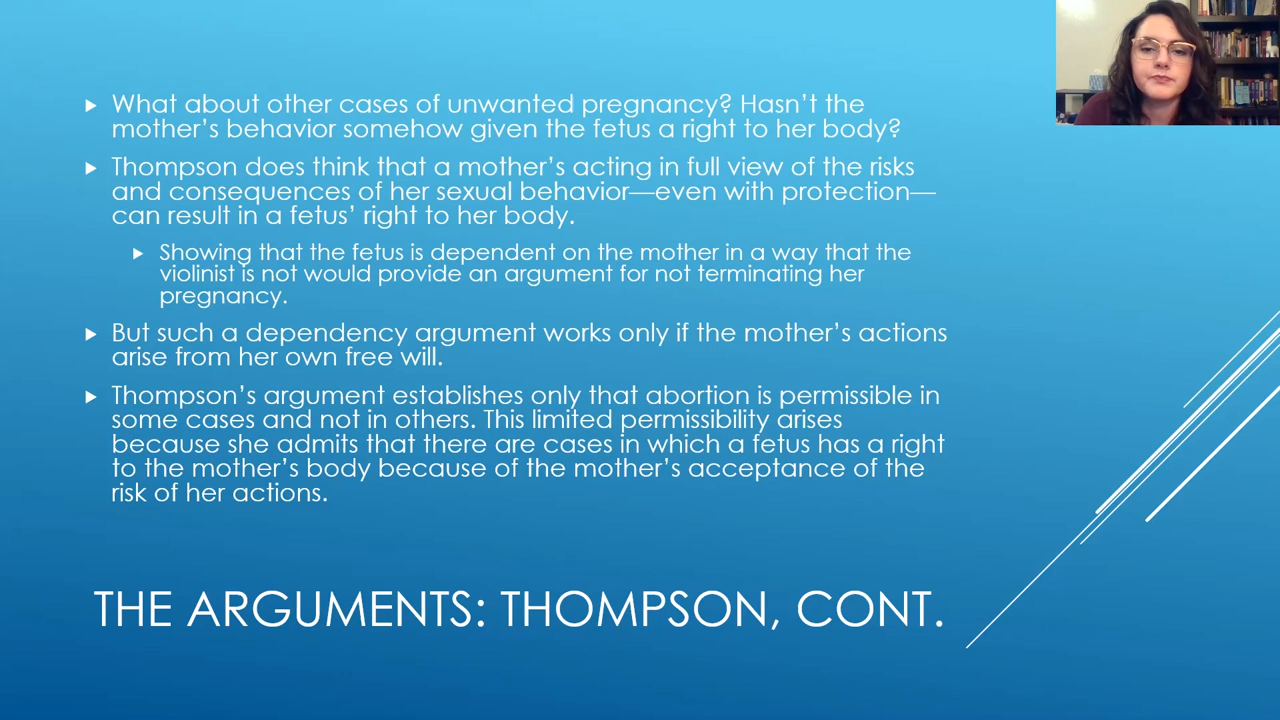 What about other cases of unwanted pregnancy? Hasn’t the
mother’s behavior somehow given the fetus a right to her body?
Thompson does think that a mother’s acting in full view of the risks
and consequences of her sexual behavior—even with protection—
can result in a fetus’ right to her body.
Showing that the fetus is dependent on the mother in a way that the
violinist is not would provide an argument for not terminating her
pregnancy.
But such a dependency argument works only if the mother’s actions
arise from her own free will.
Thompson’s argument establishes only that abortion is permissible in
some cases and not in others. This limited permissibility arises
because she admits that there are cases in which a fetus has a right
to the mother’s body because of the mother’s acceptance of the
risk of her actions.
THE ARGUMENTS: THOMPSON, CONT.